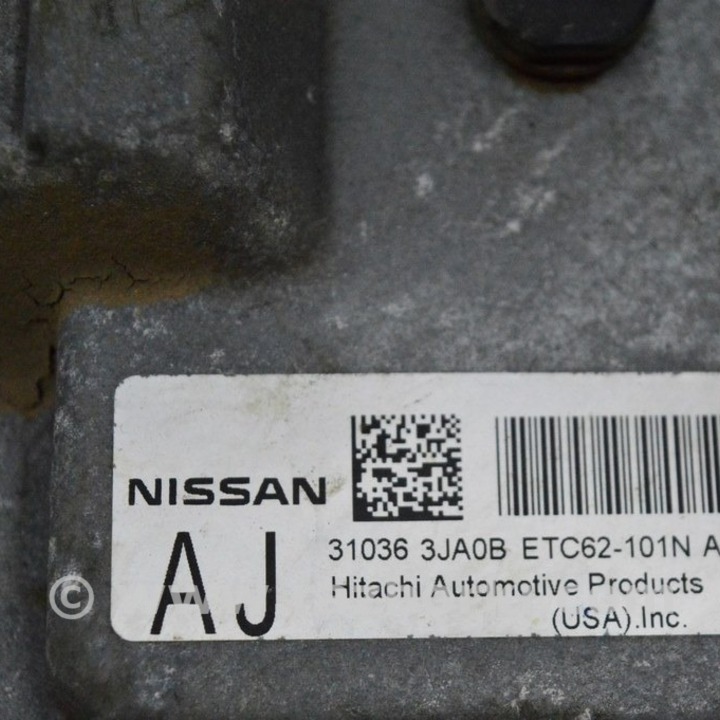 NISSAN
AJ
31036 3JA0B ETC62-101N A
Hitachi Automotive Products
(USA).Inc.
©